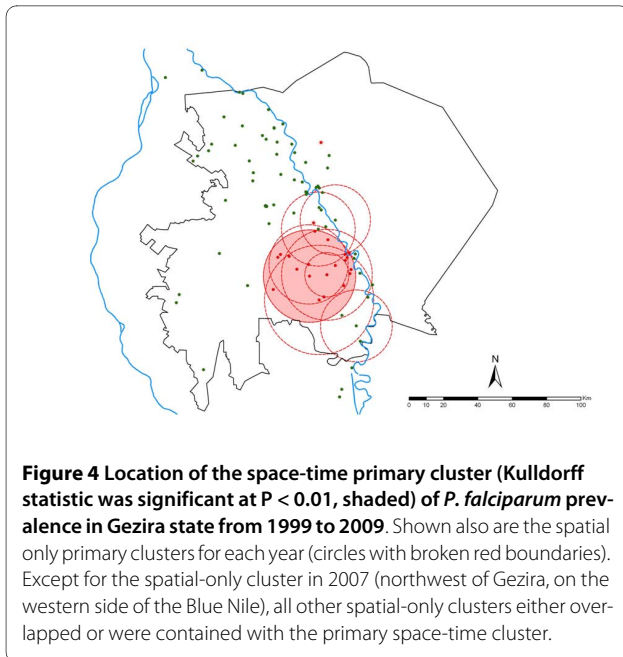 N
0 10 20 40 60 80 100
Km
Figure 4 Location of the space-time primary cluster (Kulldorff
statistic was significant at P < 0.01, shaded) of P. falciparum prev-
alence in Gezira state from 1999 to 2009. Shown also are the spatial
only primary clusters for each year (circles with broken red boundaries).
Except for the spatial-only cluster in 2007 (northwest of Gezira, on the
western side of the Blue Nile), all other spatial-only clusters either over-
lapped or were contained with the primary space-time cluster.